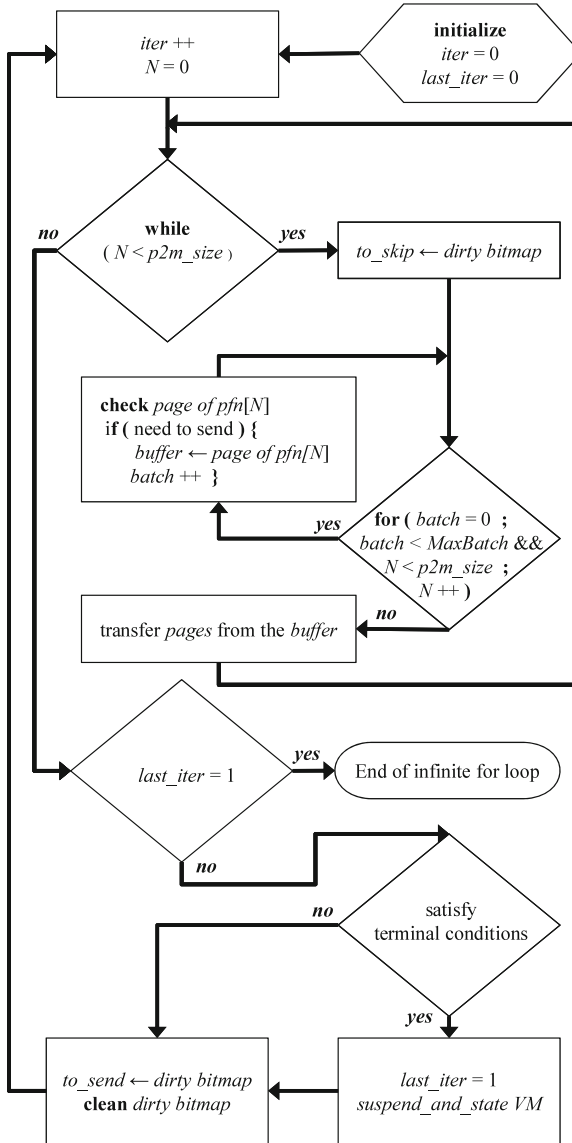 initialize
iter = 0
last_iter = 0
iter ++
N = 0
no
while
( N < p2m_size )
yes
to_skip ← dirty bitmap
check page of pfn[N]
if ( need to send ) {
buffer ← page of pfn[N]
batch ++ }
yes
for ( batch = 0 ;
batch < MaxBatch &&
N < p2m_size ;
N ++ )
no
transfer pages from the buffer
last_iter = 1
yes
End of infinite for loop
no
no
satisfy
terminal conditions
yes
to_send ← dirty bitmap
clean dirty bitmap
last_iter = 1
suspend_and_state VM